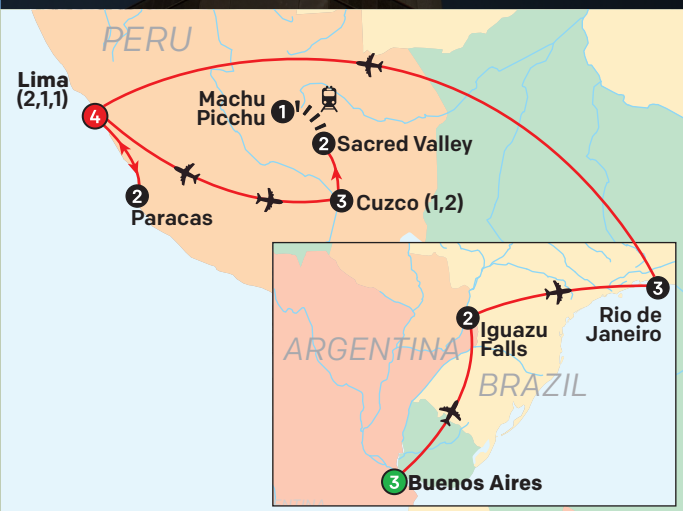 PERU
Lima
(2,1,1)
4
Machu
Picchu
1
2
Sacred Valley
2
Paracas
3
Cuzco (1,2)
3
Rio de
Janeiro
2
Iguazu
Falls
ARGENTINA
BRAZIL
3
Buenos Aires